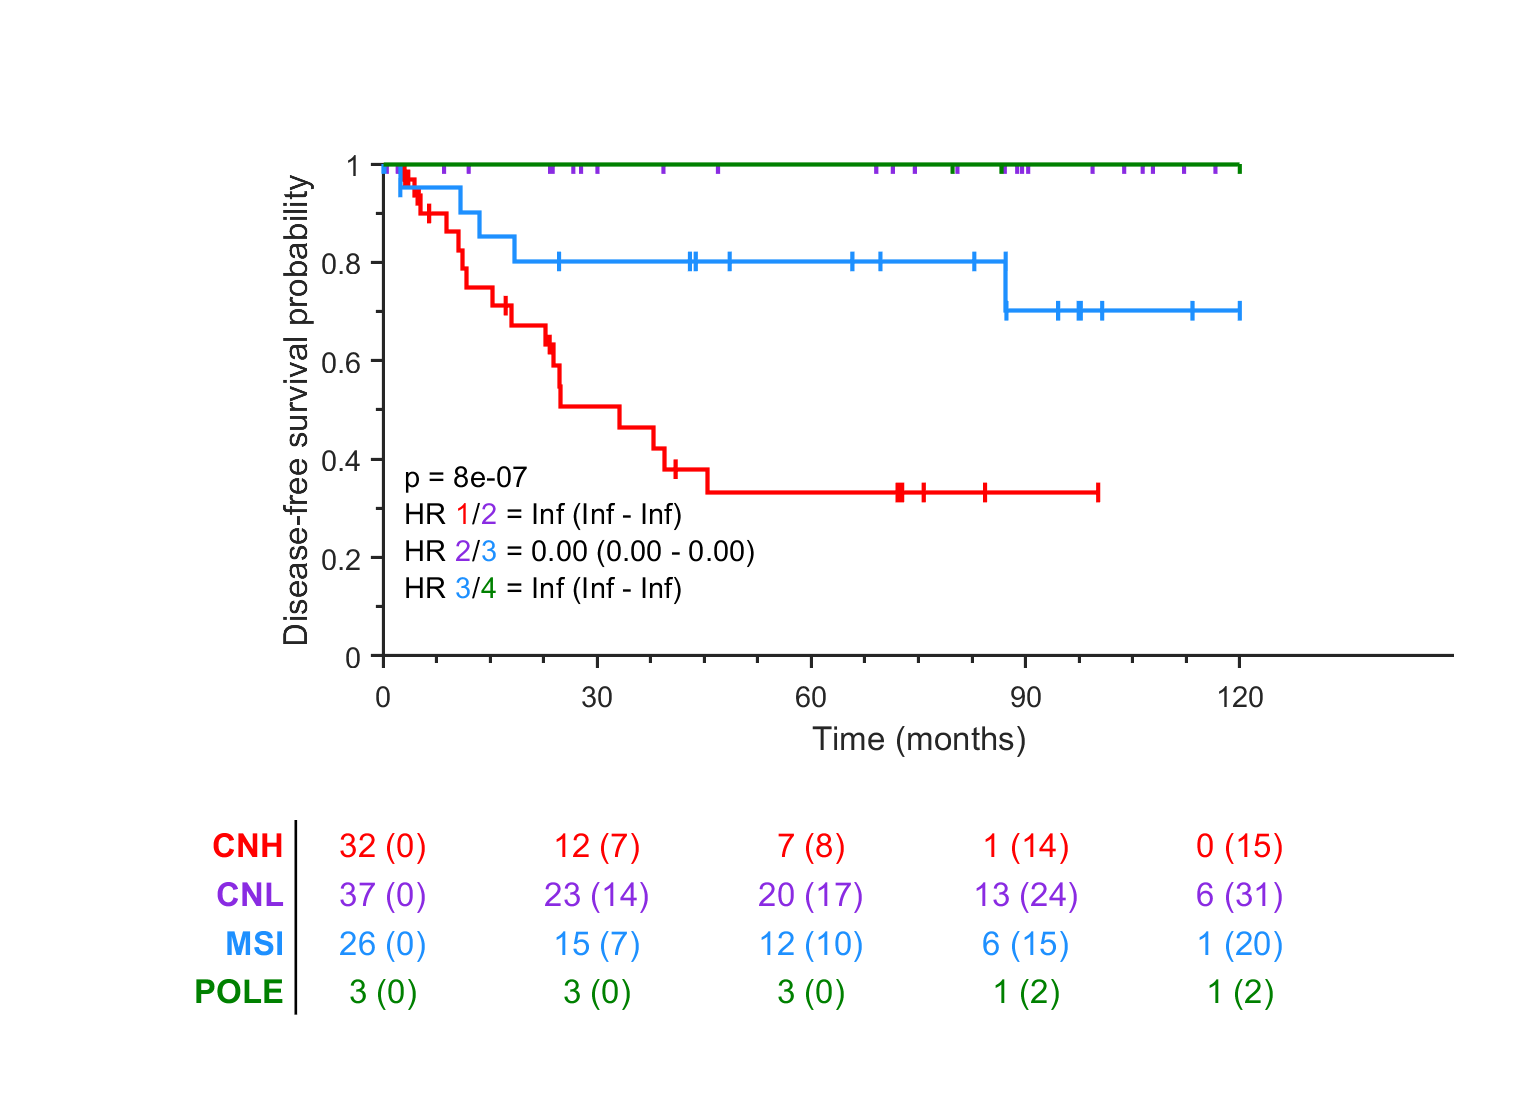 Disease-free survival probability
1
0.8
0.6
0.4
0.2
0
p = 8e-07
HR 1/2 = Inf (Inf - Inf)
HR 2/3 = 0.00 (0.00 - 0.00)
HR 3/4 = Inf (Inf - Inf)
0 30 60 90 120
Time (months)
CNH 32 (0) 12 (7) 7 (8) 1 (14) 0 (15)
CNL 37 (0) 23 (14) 20 (17) 13 (24) 6 (31)
MSI 26 (0) 15 (7) 12 (10) 6 (15) 1 (20)
POLE 3 (0) 3 (0) 3 (0) 1 (2) 1 (2)